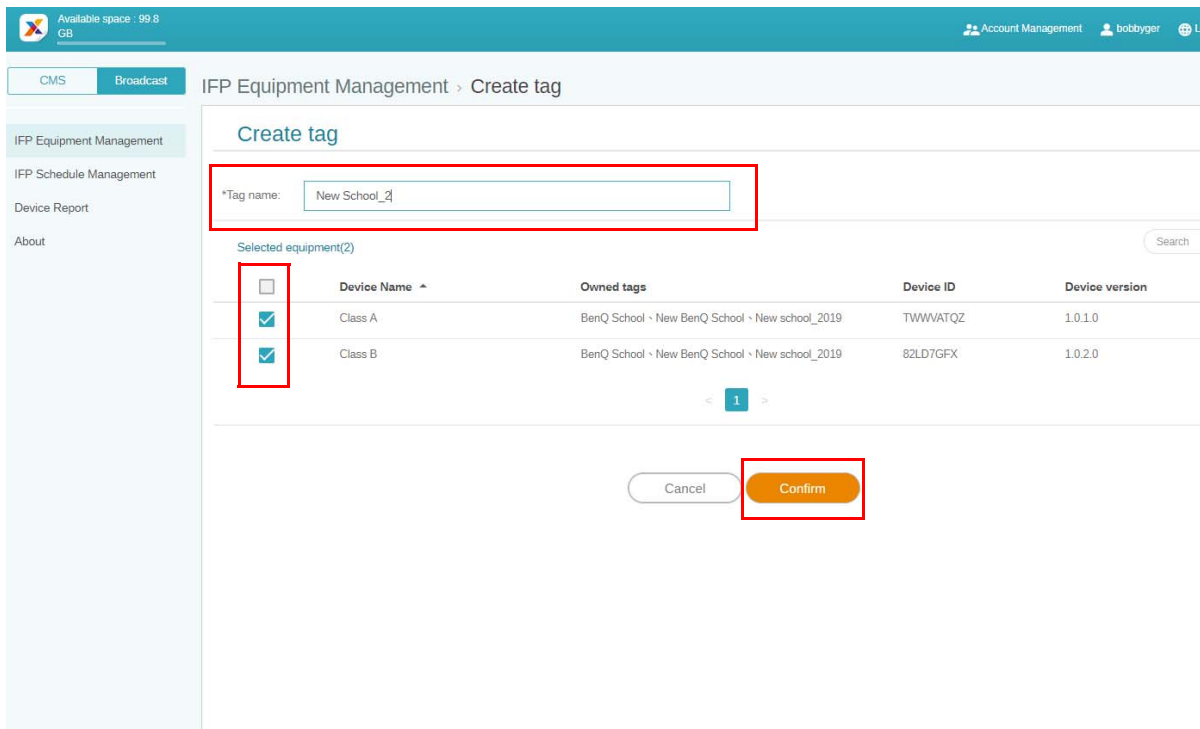 Available space : 99.8
GB
Account Management bobbyger L
CMS Broadcast
IFP Equipment Management › Create tag
IFP Equipment Management
IFP Schedule Management
Device Report
About
Create tag
*Tag name: New School_2
Selected equipment(2)
Search
Device Name Owned tags Device ID Device version
Class A BenQ School、New BenQ School、New school_2019 TWWVATQZ 1.0.1.0
Class B BenQ School、New BenQ School、New school_2019 82LD7GFX 1.0.2.0
< 1 >
Cancel Confirm